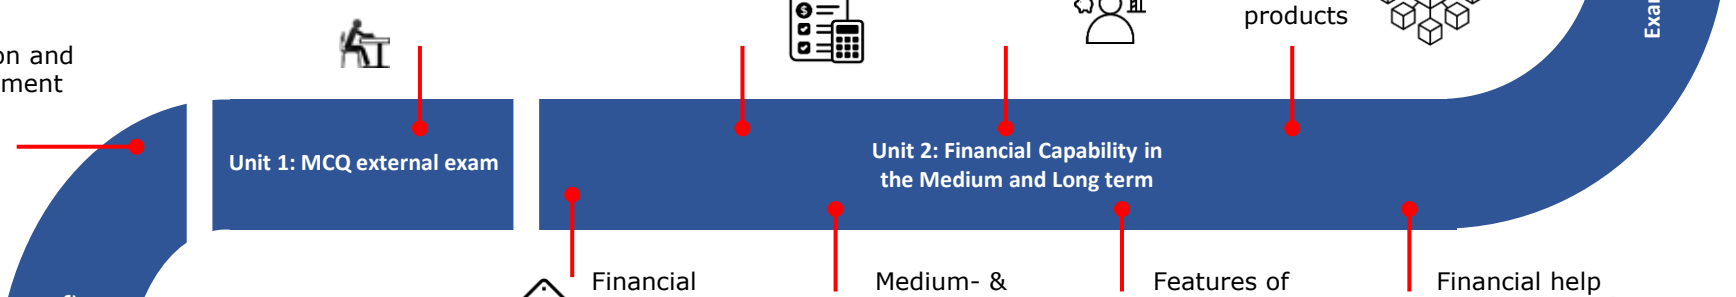 products
on and
ment
Exa
Unit 1: MCQ external exam
Unit 2: Financial Capability in
the Medium and Long term
Financial
Medium- &
Features of
Financial help